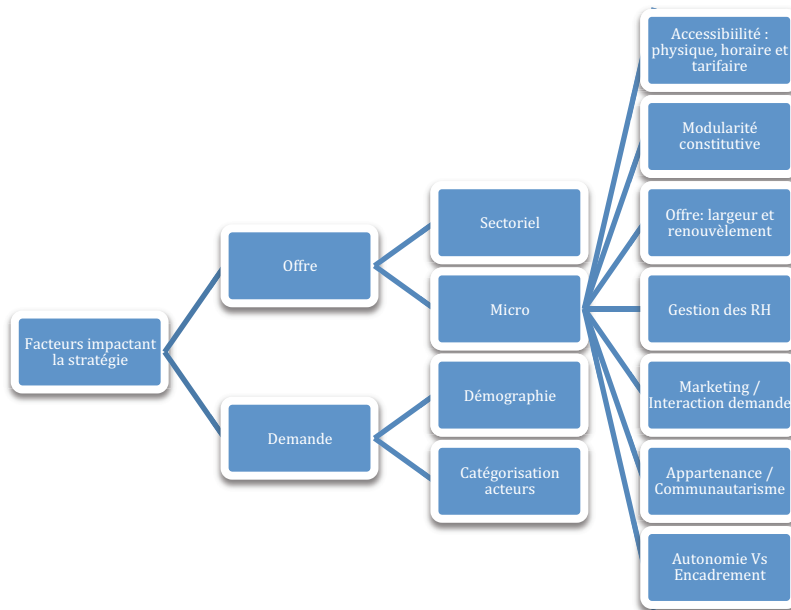 Facteurs impactant
la stratégie
Offre
Demande
Sectoriel
Micro
Démographie
Catégorisation
acteurs
Accessibiilité :
physique, horaire et
tarifaire
Modularité
constitutive
Offre: largeur et
renouvèlement
Gestion des RH
Marketing /
Interaction demande
Appartenance /
Communautarisme
Autonomie Vs
Encadrement